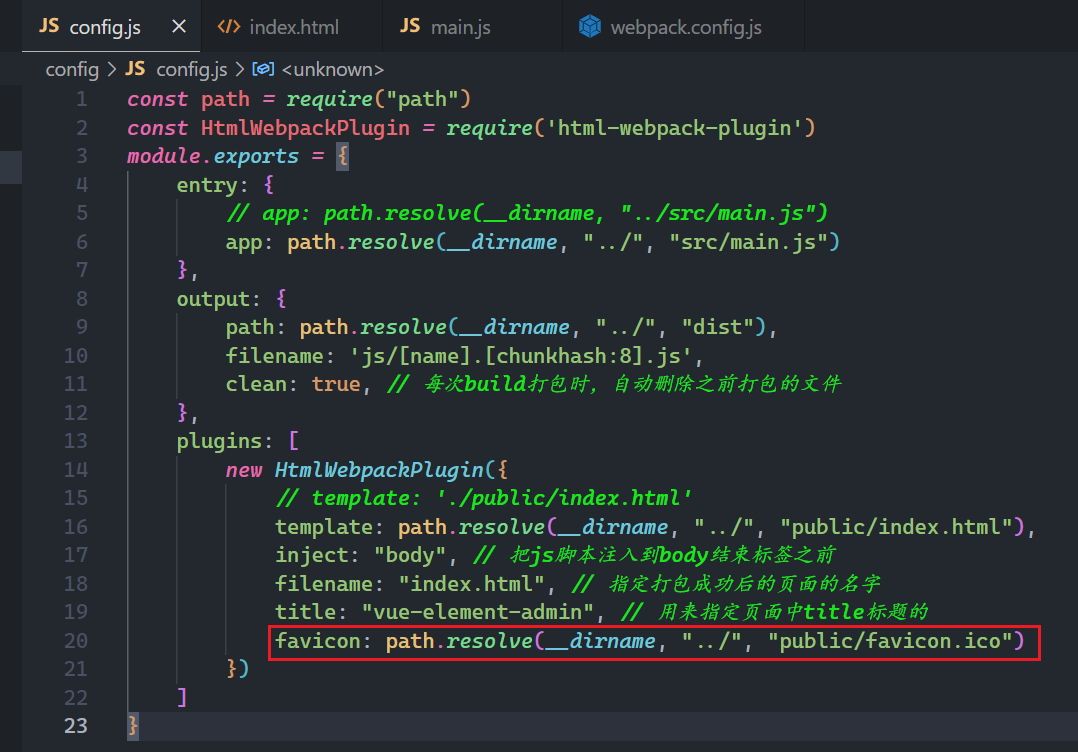 JS config.js × </> index.html JS main.js webpack.config.js
config > JS config.js > <unknown>
1 const path = require("path")
2 const HtmlWebpackPlugin = require('html-webpack-plugin')
3 module.exports = {
4 entry: {
5 // app: path.resolve(__dirname, "../src/main.js")
6 app: path.resolve(__dirname, "../", "src/main.js")
7 },
8 output: {
9 path: path.resolve(__dirname, "../", "dist"),
10 filename: 'js/[name].[chunkhash:8].js',
11 clean: true, // 每次build打包时, 自动删除之前打包的文件
12 },
13 plugins: [
14 new HtmlWebpackPlugin({
15 // template: './public/index.html'
16 template: path.resolve(__dirname, "../", "public/index.html"),
17 inject: "body", // 把js脚本注入到body结束标签之前
18 filename: "index.html", // 指定打包成功后的页面的名字
19 title: "vue-element-admin", // 用来指定页面中title标题的
20 favicon: path.resolve(__dirname, "../", "public/favicon.ico")
21 })
22 ]
23 }